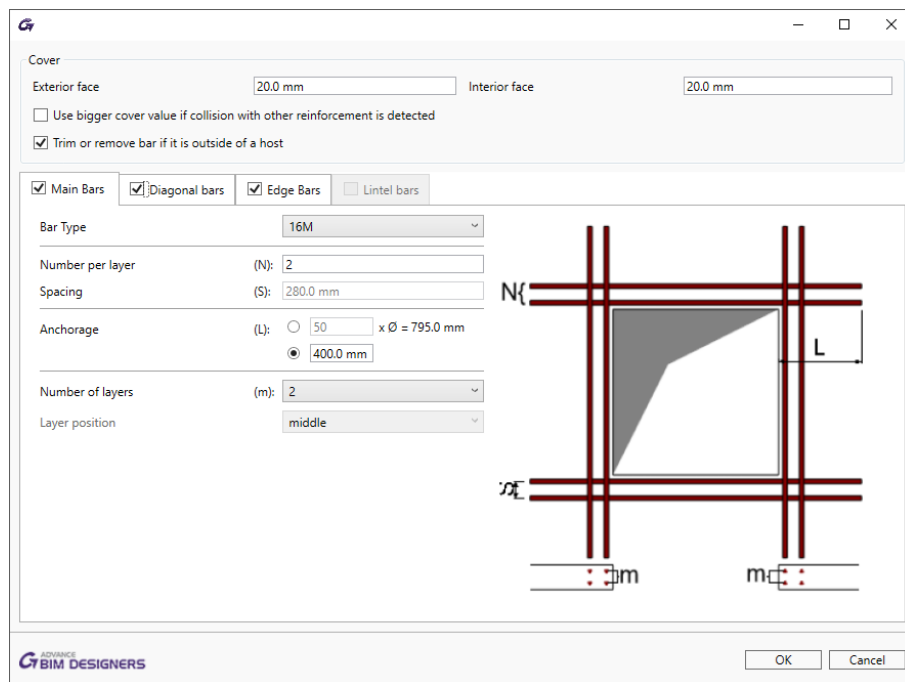 Cover
Exterior face 20.0 mm Interior face 20.0 mm
Use bigger cover value if collision with other reinforcement is detected
Trim or remove bar if it is outside of a host
Main Bars Diagonal bars Edge Bars Lintel bars
Bar Type 16M
Number per layer (N): 2
Spacing (S): 280.0 mm
Anchorage (L): 50 x Ø = 795.0 mm
400.0 mm
Number of layers (m): 2
Layer position middle
N{
L
S
m m
ADVANCE
BIM DESIGNERS
OK Cancel